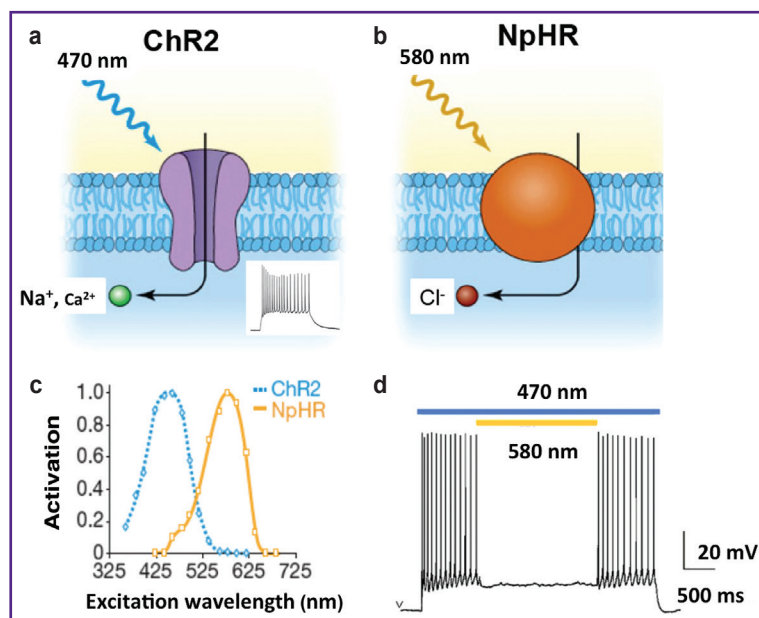 a
ChR2
470 nm
Na⁺, Ca²⁺
b
NpHR
580 nm
Cl⁻
c
Activation
1.0
0.8
0.6
0.4
0.2
0
325 425 525 625 725
Excitation wavelength (nm)
ChR2
NpHR
d
470 nm
580 nm
20 mV
500 ms